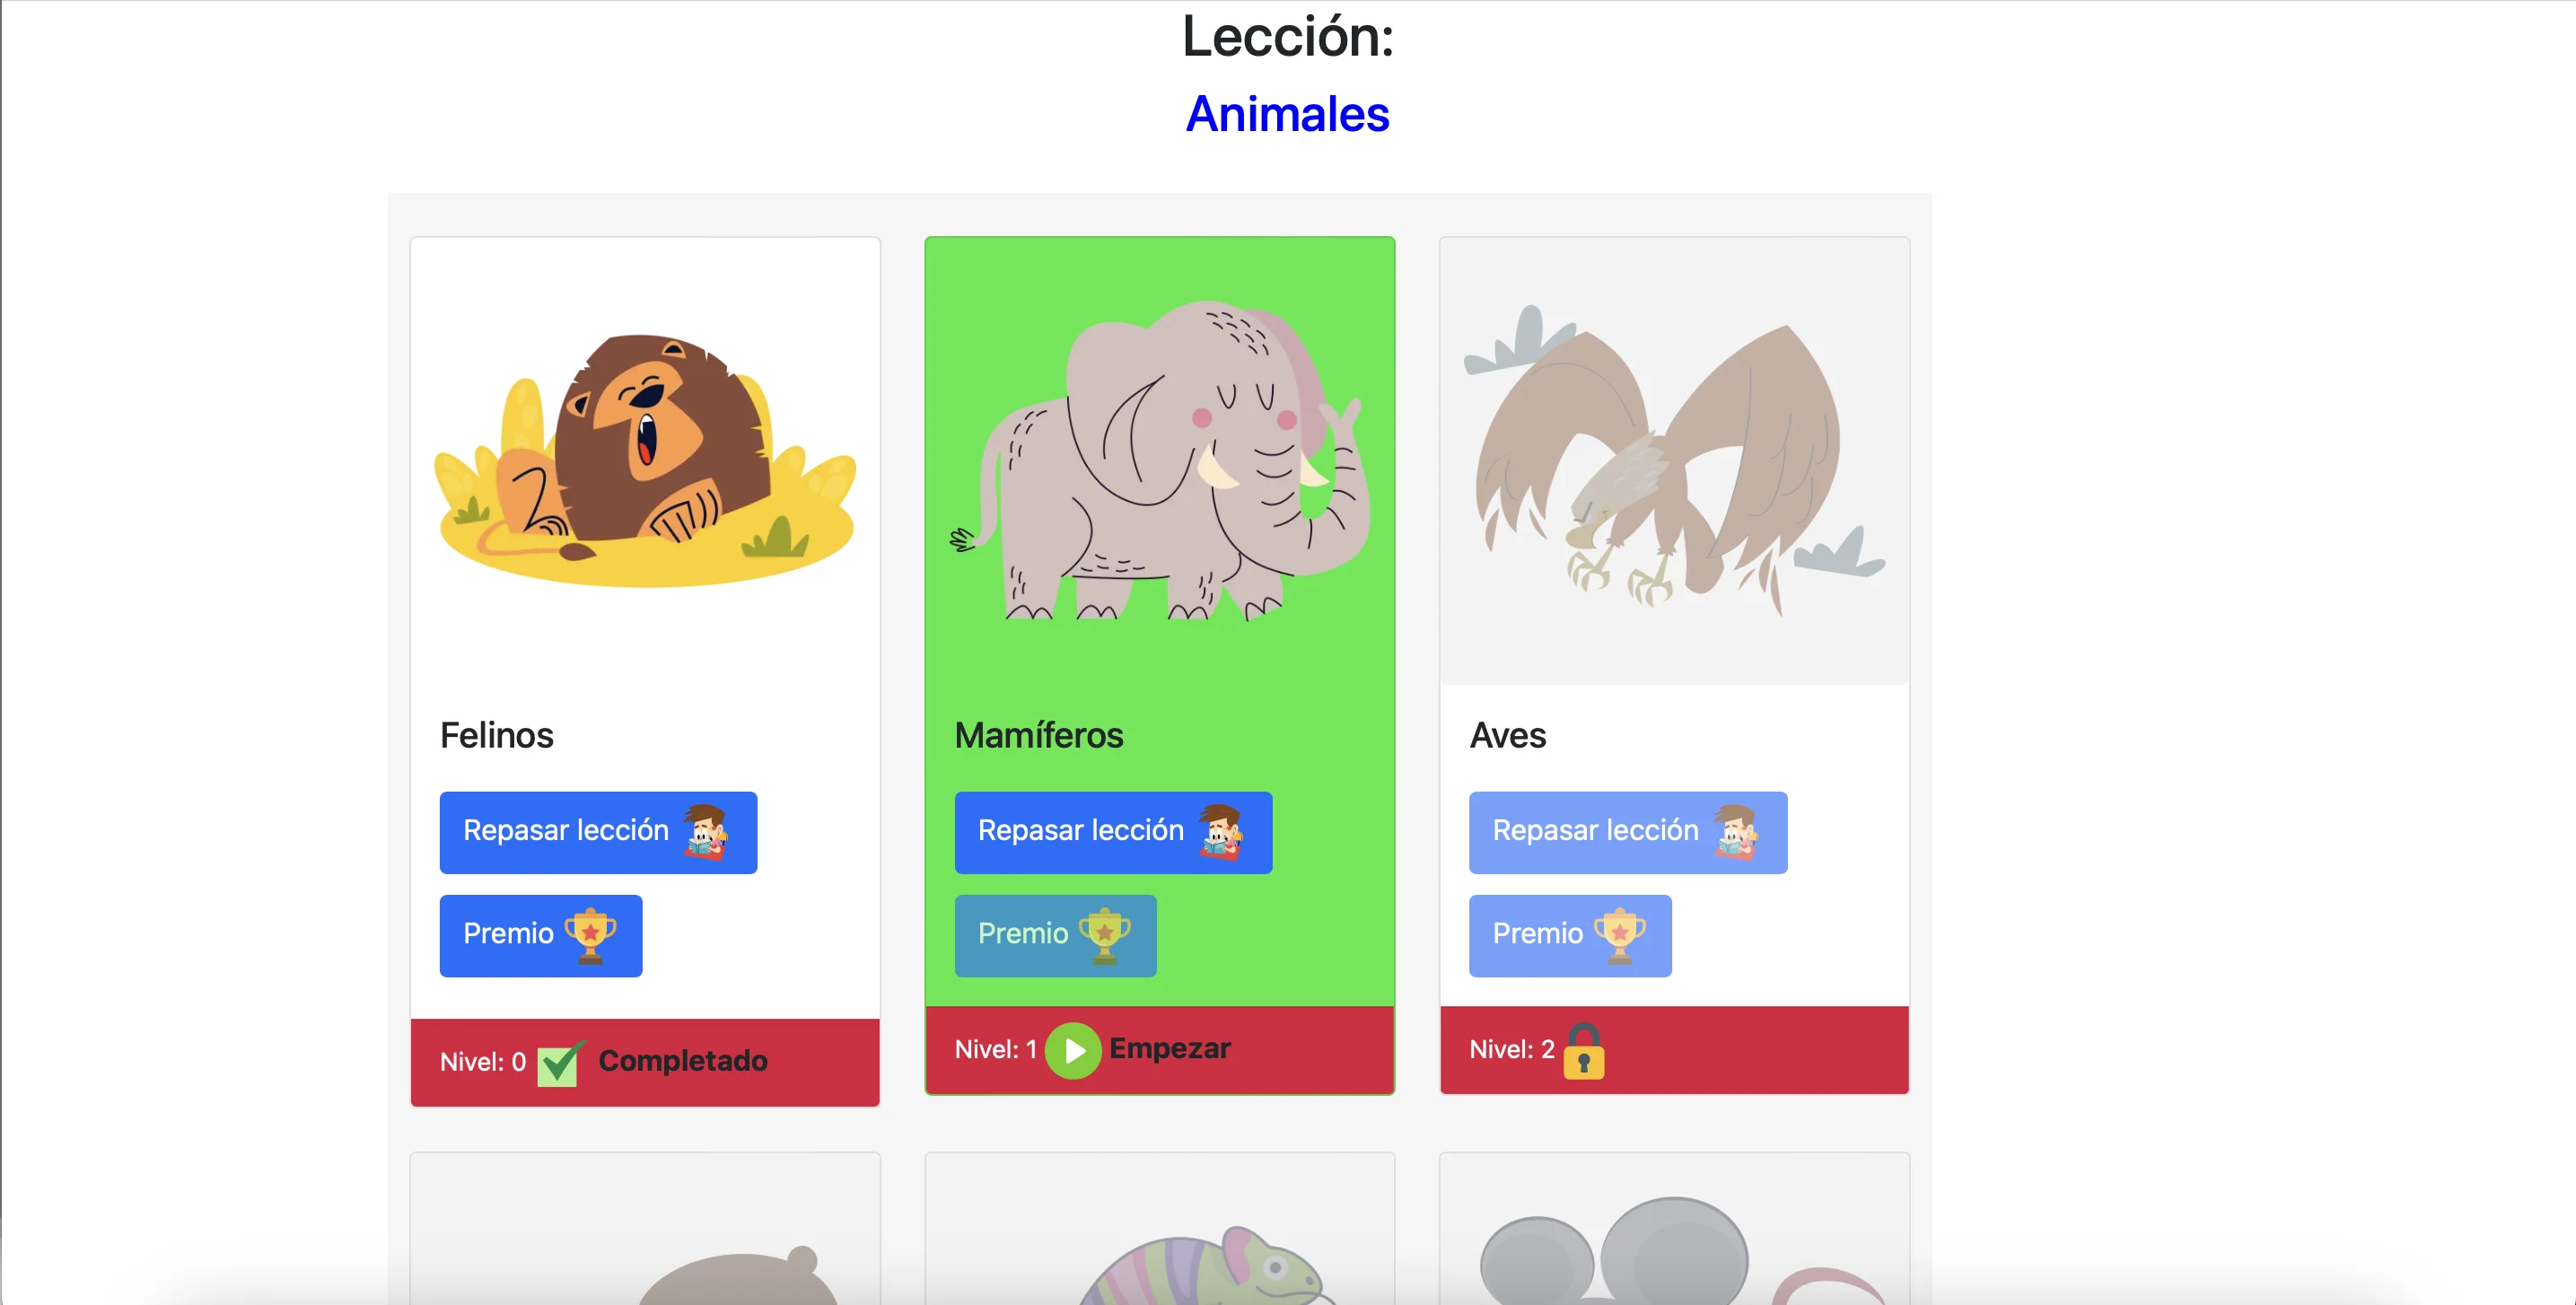 Lección:
Animales
Felinos
Repasar lección
Premio
Nivel: 0 Completado
Mamíferos
Repasar lección
Premio
Nivel: 1 Empezar
Aves
Repasar lección
Premio
Nivel: 2